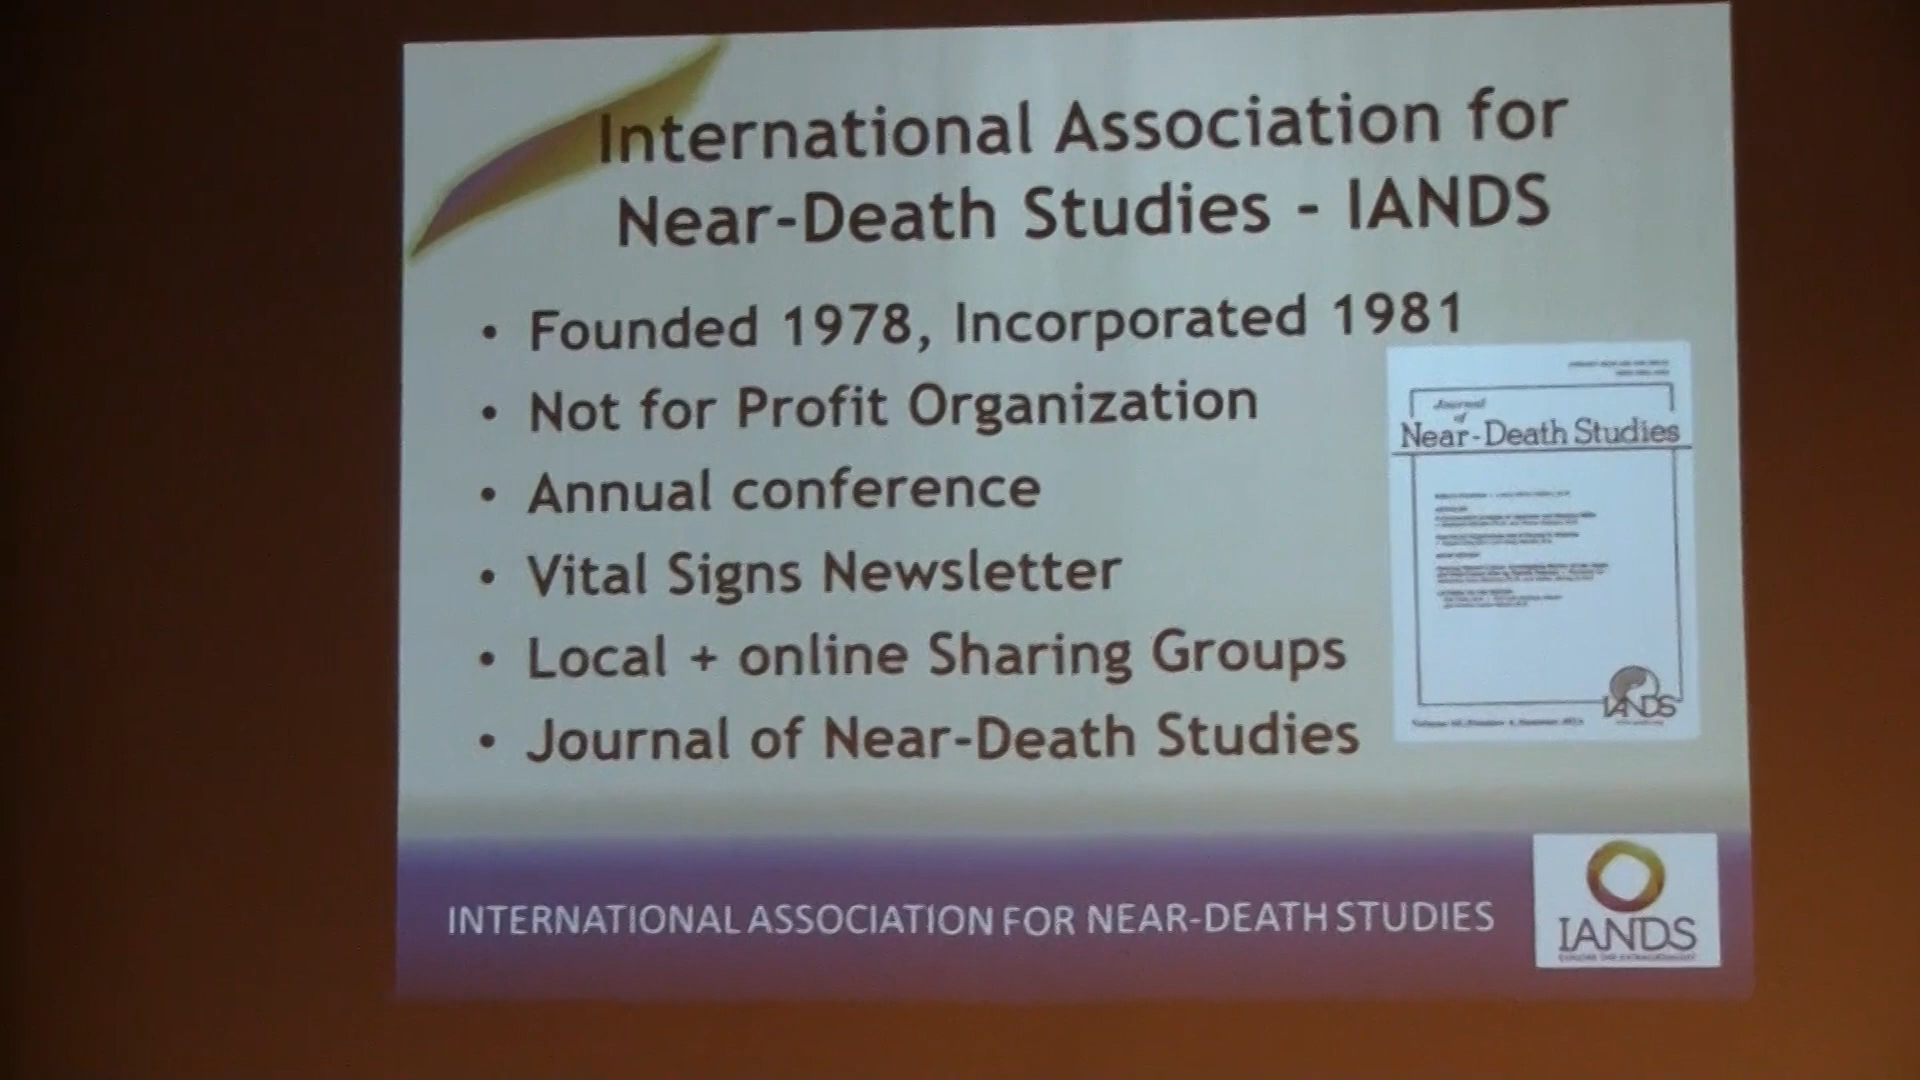 International Association for
Near-Death Studies - IANDS
• Founded 1978, Incorporated 1981
• Not for Profit Organization
• Annual conference
• Vital Signs Newsletter
• Local + online Sharing Groups
• Journal of Near-Death Studies
Journal
of
Near-Death Studies
IANDS
INTERNATIONAL ASSOCIATION FOR NEAR-DEATH STUDIES
IANDS